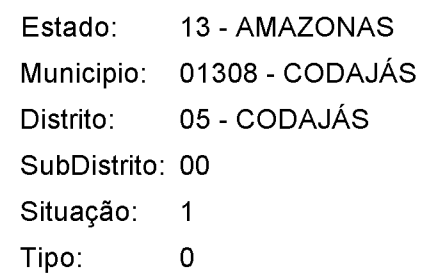 Estado: 13 - AMAZONAS
Municipio: 01308 - CODAJÁS
Distrito: 05 - CODAJÁS
SubDistrito: 00
Situação: 1
Tipo: 0